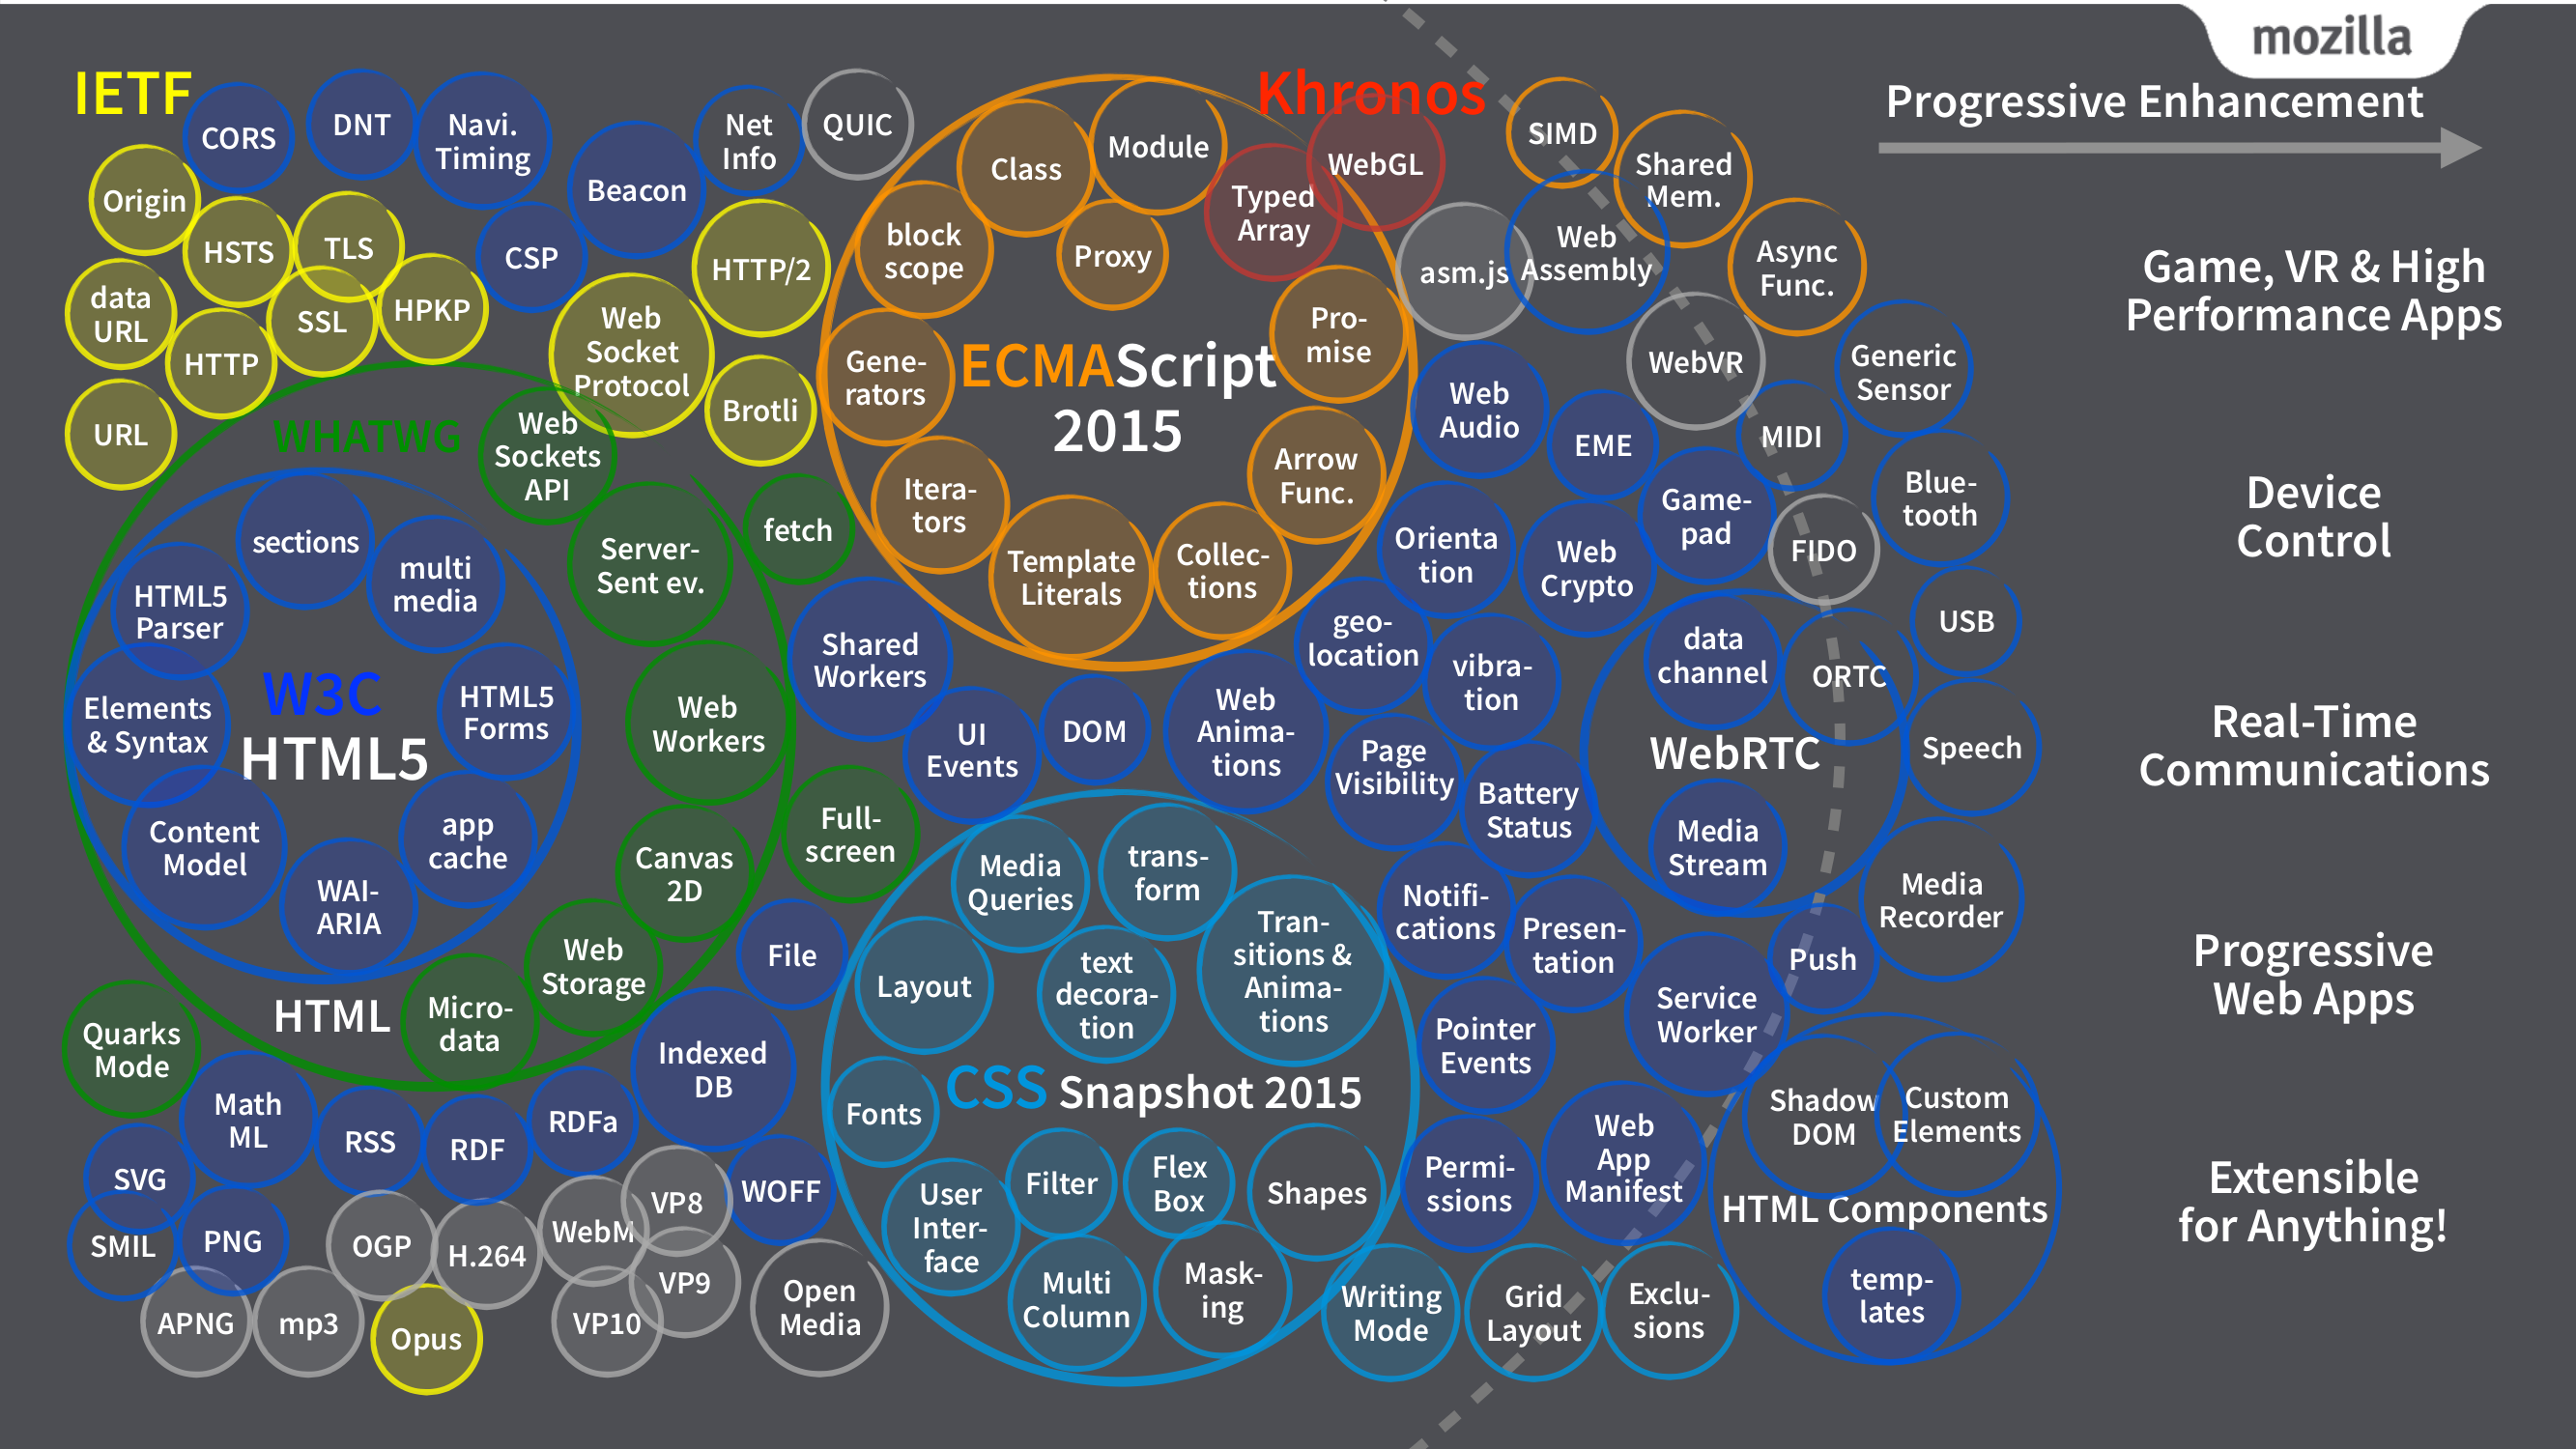 mozilla
Progressive Enhancement
IETF
CORS
DNT
Navi.
Timing
Beacon
Net
Info
QUIC
Origin
HSTS
TLS
CSP
HTTP/2
data
URL
HTTP
SSL
HPKP
Web
Socket
Protocol
Brotli
URL
WHATWG
Web
Sockets
API
Server-
Sent ev.
fetch
sections
multi
media
HTML5
Parser
W3C
HTML5
Elements
& Syntax
HTML5
Forms
Content
Model
WAI-
ARIA
app
cache
Web
Workers
Canvas
2D
Full-
screen
Web
Storage
Micro-
data
HTML
Quarks
Mode
Shared
Workers
UI
Events
DOM
Web
Anima-
tions
File
Indexed
DB
Math
ML
RSS
RDF
RDFa
SVG
SMIL
PNG
OGP
H.264
WebM
VP8
VP9
VP10
WOFF
APNG
mp3
Opus
Open
Media
Khronos
WebGL
Typed
Array
Class
Module
Proxy
block
scope
Gene-
rators
ECMAScript
2015
Pro-
mise
Itera-
tors
Template
Literals
Collec-
tions
Arrow
Func.
SIMD
Shared
Mem.
asm.js
Web
Assembly
Async
Func.
WebVR
Generic
Sensor
Web
Audio
EME
MIDI
Game-
pad
Blue-
tooth
Orienta
tion
Web
Crypto
FIDO
USB
geo-
location
vibra-
tion
data
channel
ORTC
WebRTC
Speech
Page
Visibility
Battery
Status
Media
Stream
Media
Recorder
Notifi-
cations
Presen-
tation
Push
Service
Worker
Pointer
Events
Permi-
ssions
Web
App
Manifest
Shadow
DOM
Custom
Elements
HTML Components
temp-
lates
Media
Queries
trans-
form
Tran-
sitions &
Anima-
tions
Layout
text
decora-
tion
CSS Snapshot 2015
Fonts
User
Inter-
face
Filter
Flex
Box
Shapes
Multi
Column
Mask-
ing
Writing
Mode
Grid
Layout
Exclu-
sions
Game, VR & High
Performance Apps
Device
Control
Real-Time
Communications
Progressive
Web Apps
Extensible
for Anything!